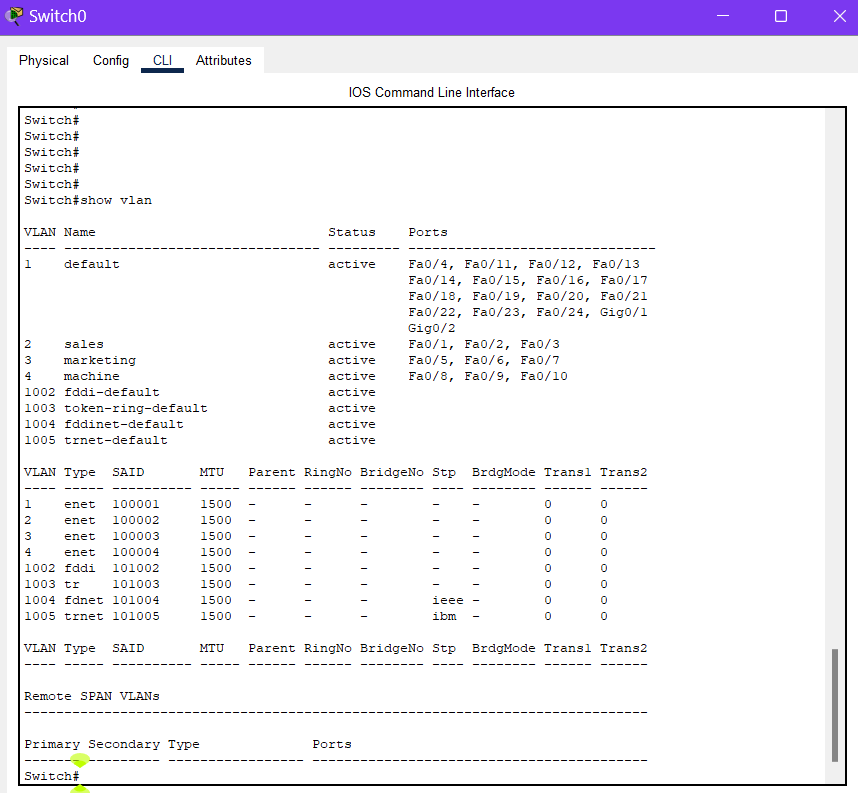 Switch0
Physical Config CLI Attributes
IOS Command Line Interface
Switch#
Switch#
Switch#
Switch#
Switch#
Switch#show vlan
VLAN Name                             Status    Ports
---- -------------------------------- --------- -------------------------------
1    default                          active    Fa0/4, Fa0/11, Fa0/12, Fa0/13
                                                Fa0/14, Fa0/15, Fa0/16, Fa0/17
                                                Fa0/18, Fa0/19, Fa0/20, Fa0/21
                                                Fa0/22, Fa0/23, Fa0/24, Gig0/1
                                                Gig0/2
2    sales                            active    Fa0/1, Fa0/2, Fa0/3
3    marketing                        active    Fa0/5, Fa0/6, Fa0/7
4    machine                          active    Fa0/8, Fa0/9, Fa0/10
1002 fddi-default                     active
1003 token-ring-default               active
1004 fddinet-default                  active
1005 trnet-default                    active
VLAN Type  SAID       MTU   Parent RingNo BridgeNo Stp  BrdgMode Trans1 Trans2
---- ----- ---------- ----- ------ ------ -------- ---- -------- ------ ------
1    enet  100001     1500  -      -      -        -    -        0      0
2    enet  100002     1500  -      -      -        -    -        0      0
3    enet  100003     1500  -      -      -        -    -        0      0
4    enet  100004     1500  -      -      -        -    -        0      0
1002 fddi  101002     1500  -      -      -        -    -        0      0
1003 tr    101003     1500  -      -      -        -    -        0      0
1004 fdnet 101004     1500  -      -      -        ieee -        0      0
1005 trnet 101005     1500  -      -      -        ibm  -        0      0
VLAN Type  SAID       MTU   Parent RingNo BridgeNo Stp  BrdgMode Trans1 Trans2
---- ----- ---------- ----- ------ ------ -------- ---- -------- ------ ------
Remote SPAN VLANs
------------------------------------------------------------------------------
Primary Secondary Type              Ports
------- --------- ----------------- ------------------------------------------
Switch#